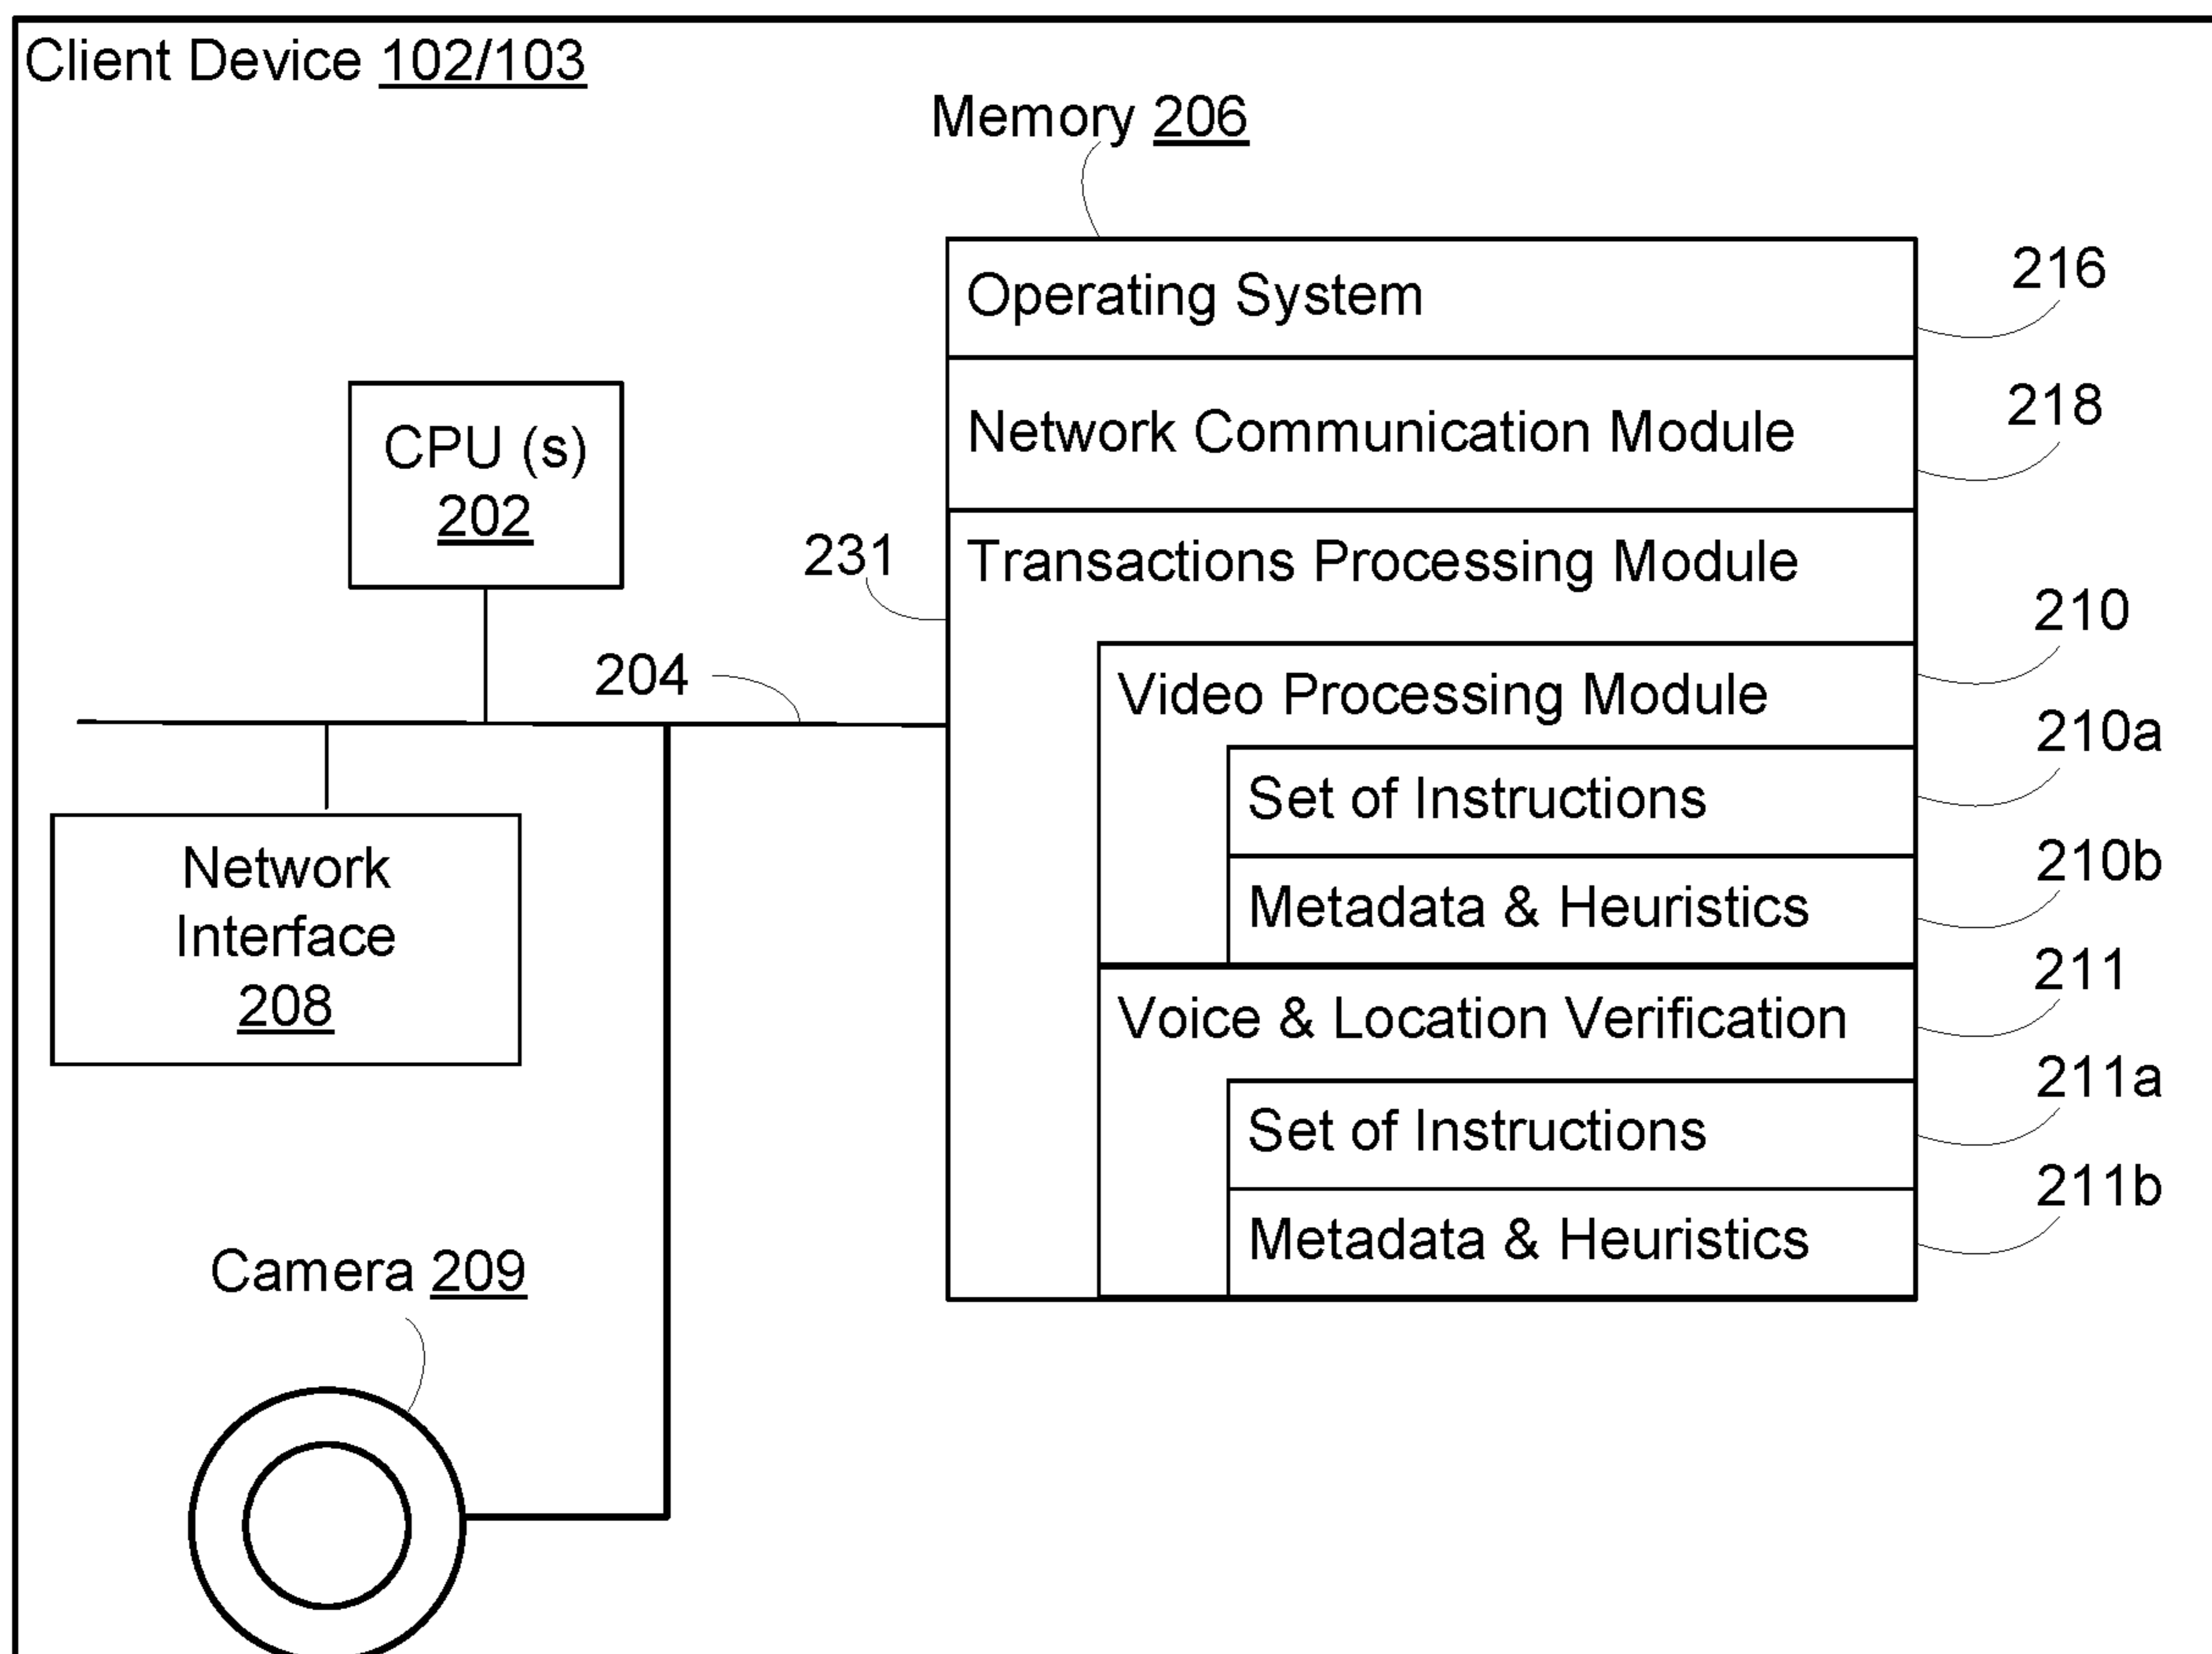 Client Device 102/103
Memory 206
Operating System
216
Network Communication Module
218
CPU (s)
202
231
Transactions Processing Module
204
Video Processing Module
210
Set of Instructions
210a
Metadata & Heuristics
210b
Network
Interface
208
Voice & Location Verification
211
Set of Instructions
211a
Metadata & Heuristics
211b
Camera 209